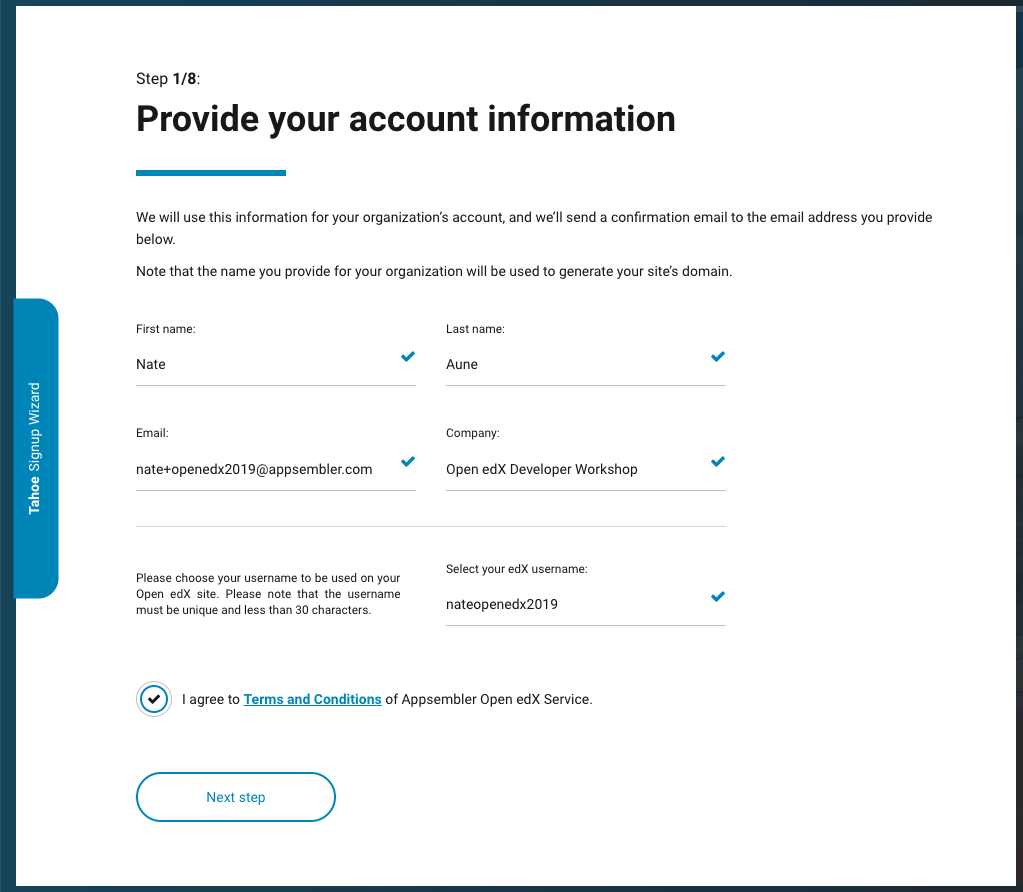 Step 1/8:
Provide your account information
We will use this information for your organization’s account, and we’ll send a confirmation email to the email address you provide
below.
Note that the name you provide for your organization will be used to generate your site’s domain.
First name:
Last name:
Nate
Aune
Email:
Company:
nate+openedx2019@appsembler.com
Open edX Developer Workshop
Please choose your username to be used on your
Open edX site. Please note that the username
must be unique and less than 30 characters.
Select your edX username:
nateopenedx2019
I agree to Terms and Conditions of Appsembler Open edX Service.
Next step
Tahoe Signup Wizard